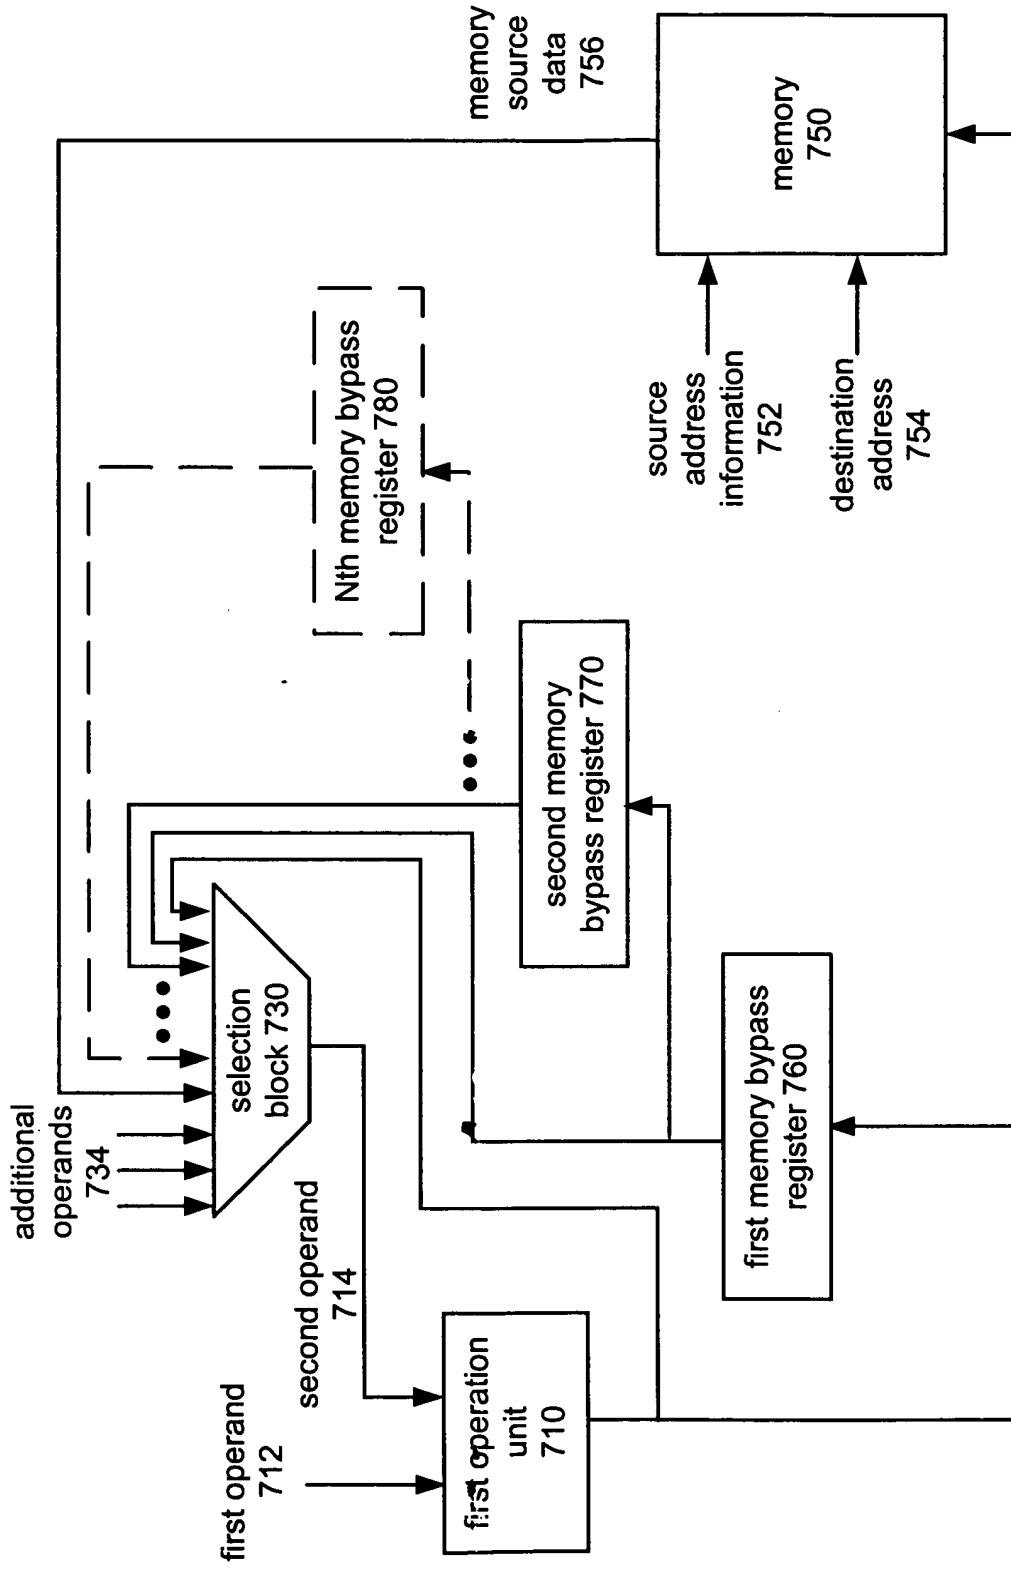 additional
operands
734
first operand
712
second operand
714
first operation
unit
710
selection
block 730
first memory bypass
register 760
second memory
bypass register 770
Nth memory bypass
register 780
memory
source
data
756
source
address
information
752
destination
address
754
memory
750